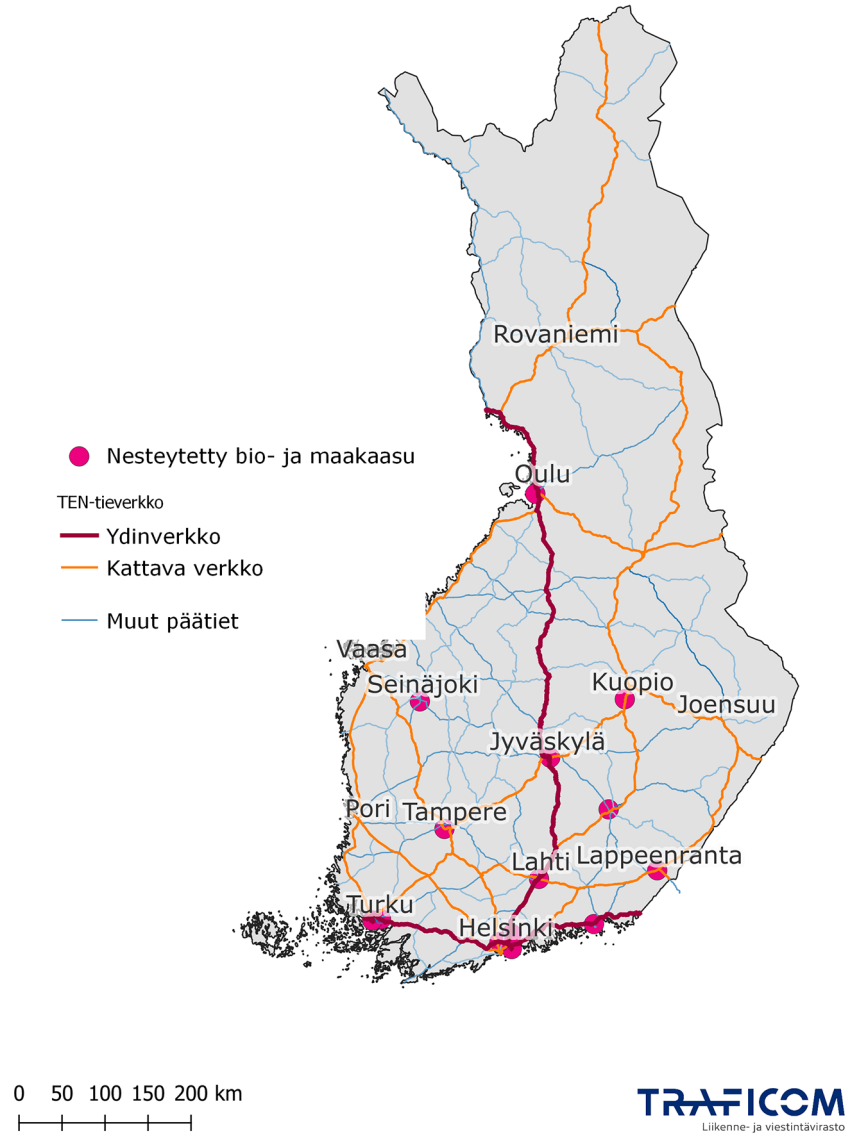 Rovaniemi
Nesteytetty bio- ja maakaasu
Oulu
TEN-tieverkko
Ydinverkko
Kattava verkko
Muut päätiet
Vaasa
Seinäjoki
Kuopio
Joensuu
Jyväskylä
Pori
Tampere
Lahti
Lappeenranta
Turku
Helsinki
0 50 100 150 200 km
TRAFICOM
Liikenne- ja viestintävirasto